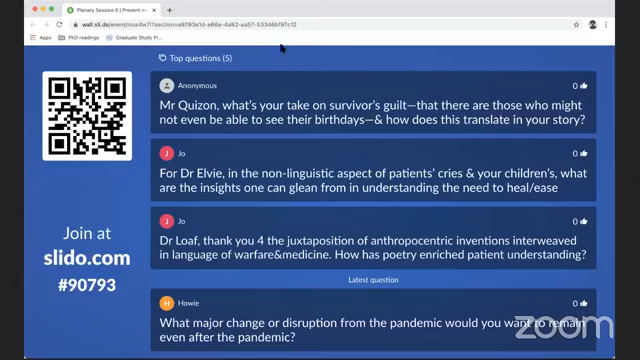 Plenary Session 5 | Present m
wall.sli.do/event/nius4w7i?section=a8093e1d-e66e-4a82-aa57-53346bf97c12
Apps
PhD readings
Graduate Study Pr...
Top questions (5)
Anonymous
0
Mr Quizon, what's your take on survivor's guilt—that there are those who might
not even be able to see their birthdays—& how does this translate in your story?
J Jo
0
For Dr Elvie, in the non-linguistic aspect of patients' cries & your children's, what
are the insights one can glean from in understanding the need to heal/ease
J Jo
0
Dr Loaf, thank you 4 the juxtaposition of anthropocentric inventions interweaved
in language of warfare&medicine. How has poetry enriched patient understanding?
Join at
slido.com
#90793
Latest question
H Howie
0
What major change or disruption from the pandemic would you want to remain
even after the pandemic?
zoom